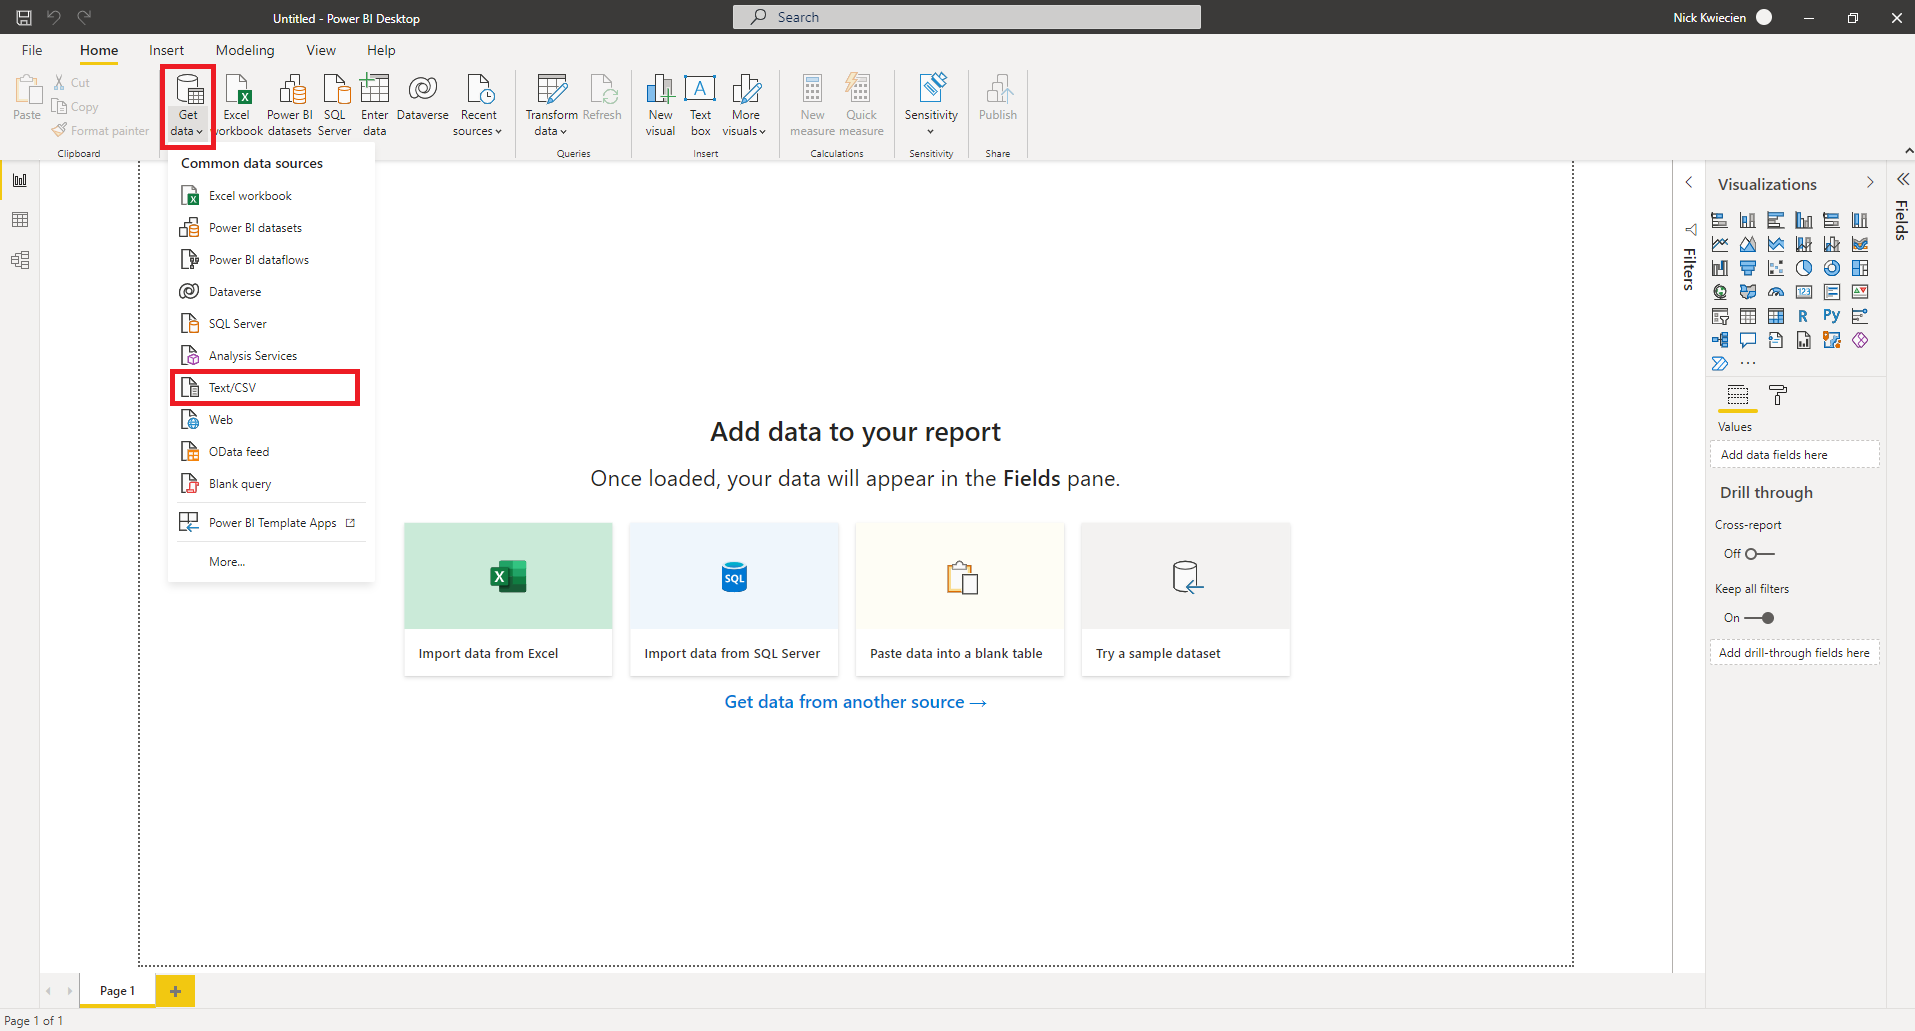 Untitled - Power BI Desktop
Search
Nick Kwiecien
File Home Insert Modeling View Help
Paste
Cut
Copy
Format painter
Clipboard
Get data
Excel workbook
Power BI datasets
SQL Server
Enter data
Dataverse
Recent sources
Transform data
Refresh
Queries
New visual
Text box
More visuals
Insert
New measure
Quick measure
Calculations
Sensitivity
Sensitivity
Publish
Share
Common data sources
Excel workbook
Power BI datasets
Power BI dataflows
Dataverse
SQL Server
Analysis Services
Text/CSV
Web
OData feed
Blank query
Power BI Template Apps
More...
Add data to your report
Once loaded, your data will appear in the Fields pane.
SQL
Import data from Excel
Import data from SQL Server
Paste data into a blank table
Try a sample dataset
Get data from another source →
Filters
Visualizations
123
R Py
...
Values
Add data fields here
Drill through
Cross-report
Off
Keep all filters
On
Add drill-through fields here
Fields
Page 1
Page 1 of 1